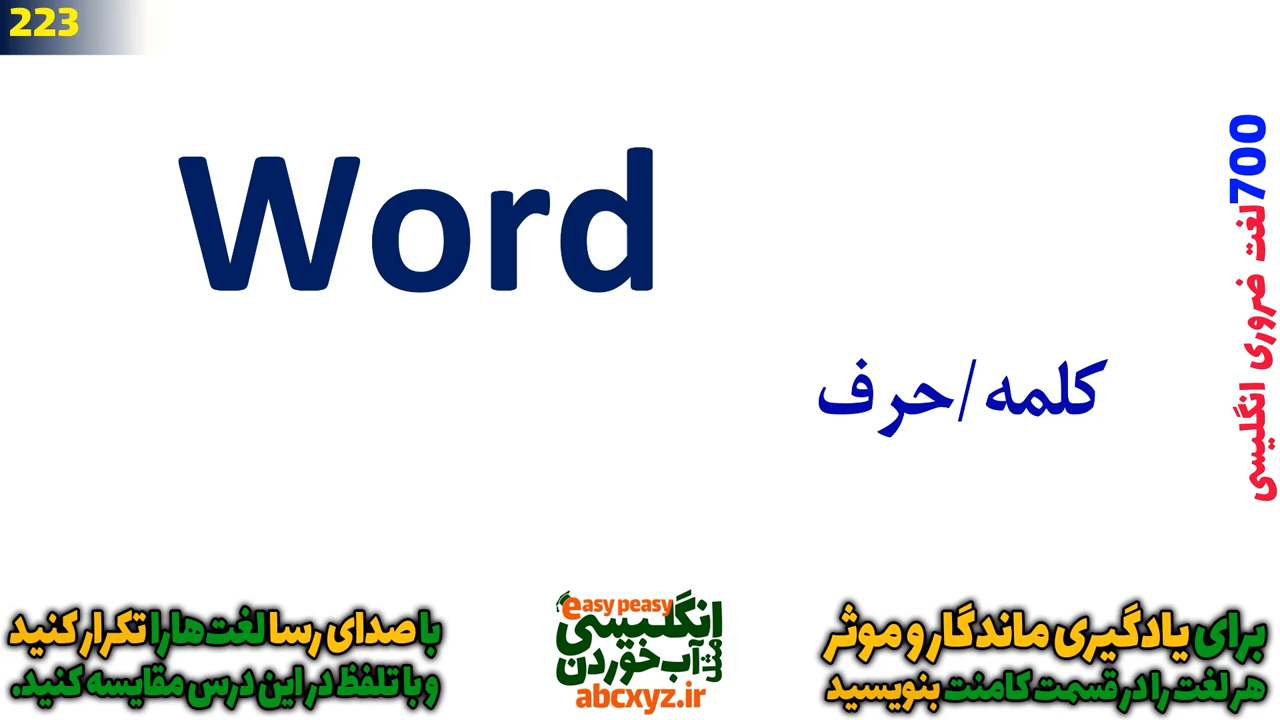 223
Word
کلمه/حرف
700 لغت ضروری انگلیسی
برای یادگیری ماندگار و موثر
هر لغت را در قسمت کامنت بنویسید
easy peasy
انگلیسی
مثل آب خوردن
abcxyz.ir
با صدای رسا لغت‌ها را تکرار کنید
و با تلفظ در این درس مقایسه کنید.